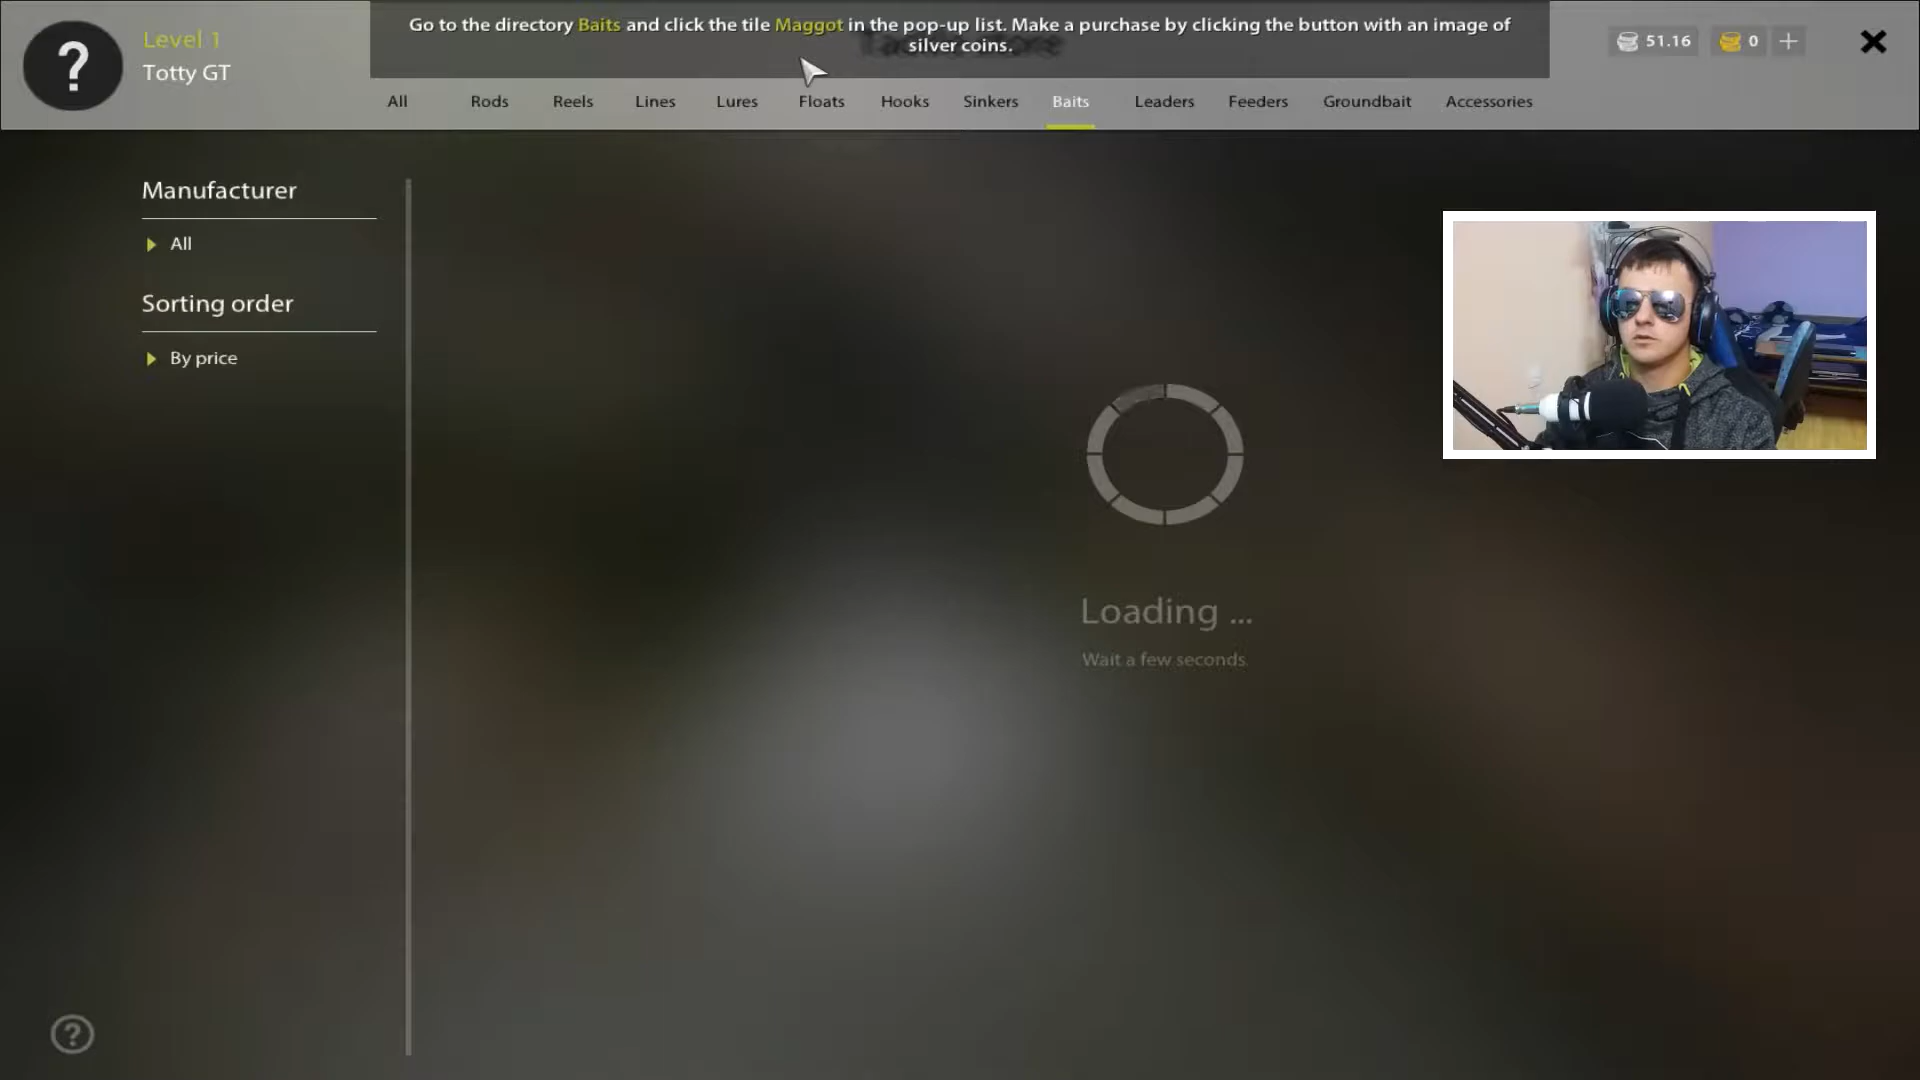 Go to the directory Baits and click the tile Maggot in the pop-up list. Make a purchase by clicking the button with an image of
silver coins.
Level 1
Totty GT
51.16
0
All
Rods
Reels
Lines
Lures
Floats
Hooks
Sinkers
Baits
Leaders
Feeders
Groundbait
Accessories
Manufacturer
All
Sorting order
By price
Loading ...
Wait a few seconds.